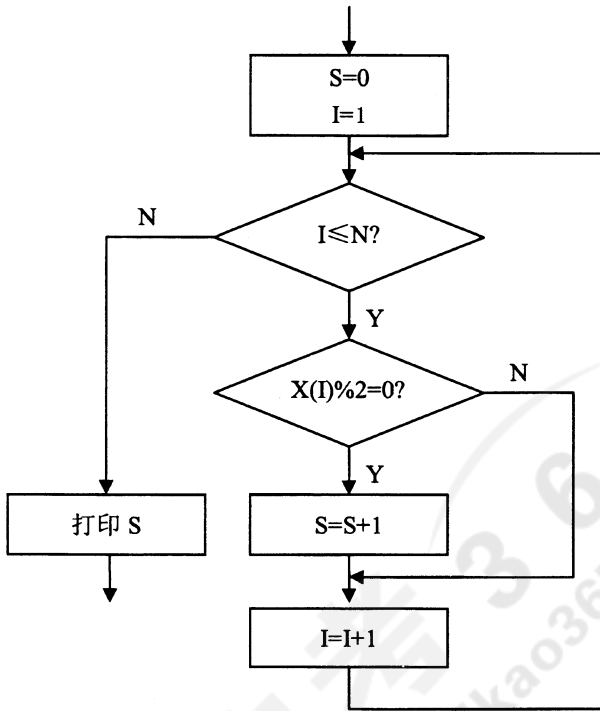 S=0
I=1
N
I≤N?
Y
X(I)%2=0?
N
Y
打印 S
S=S+1
I=I+1